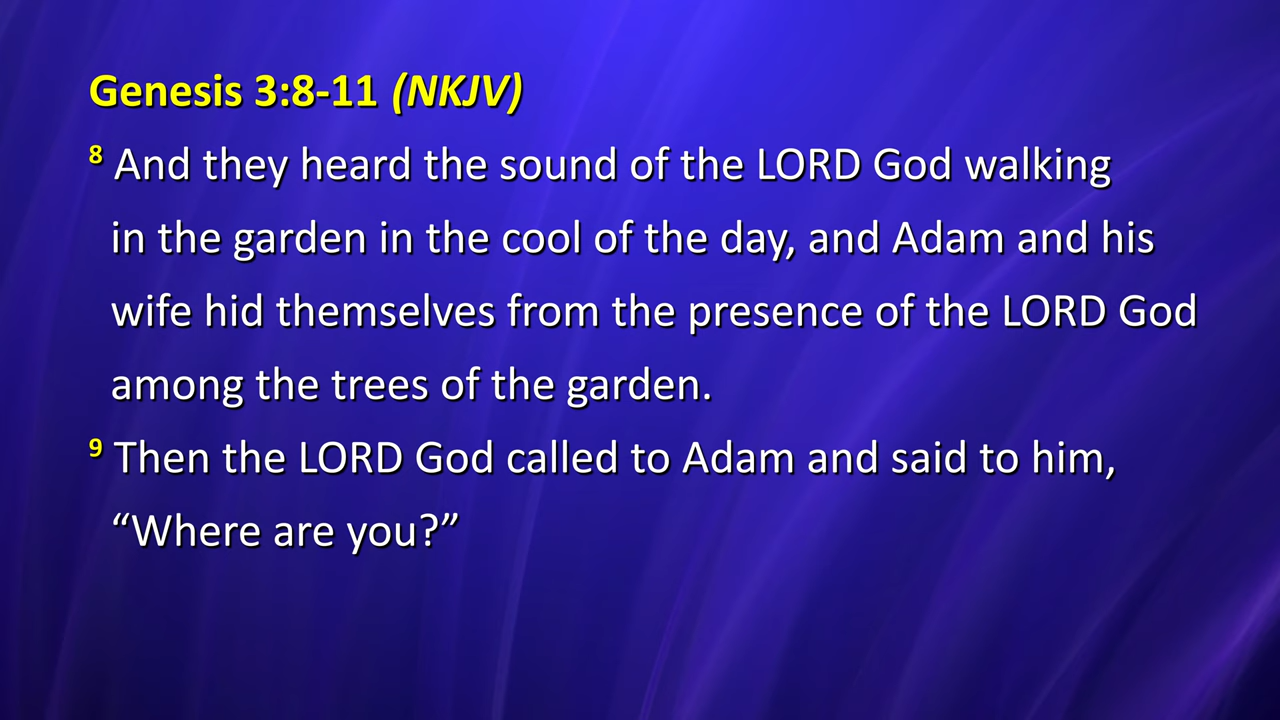 Genesis 3:8-11 (NKJV)
8 And they heard the sound of the LORD God walking
in the garden in the cool of the day, and Adam and his
wife hid themselves from the presence of the LORD God
among the trees of the garden.
9 Then the LORD God called to Adam and said to him,
“Where are you?”